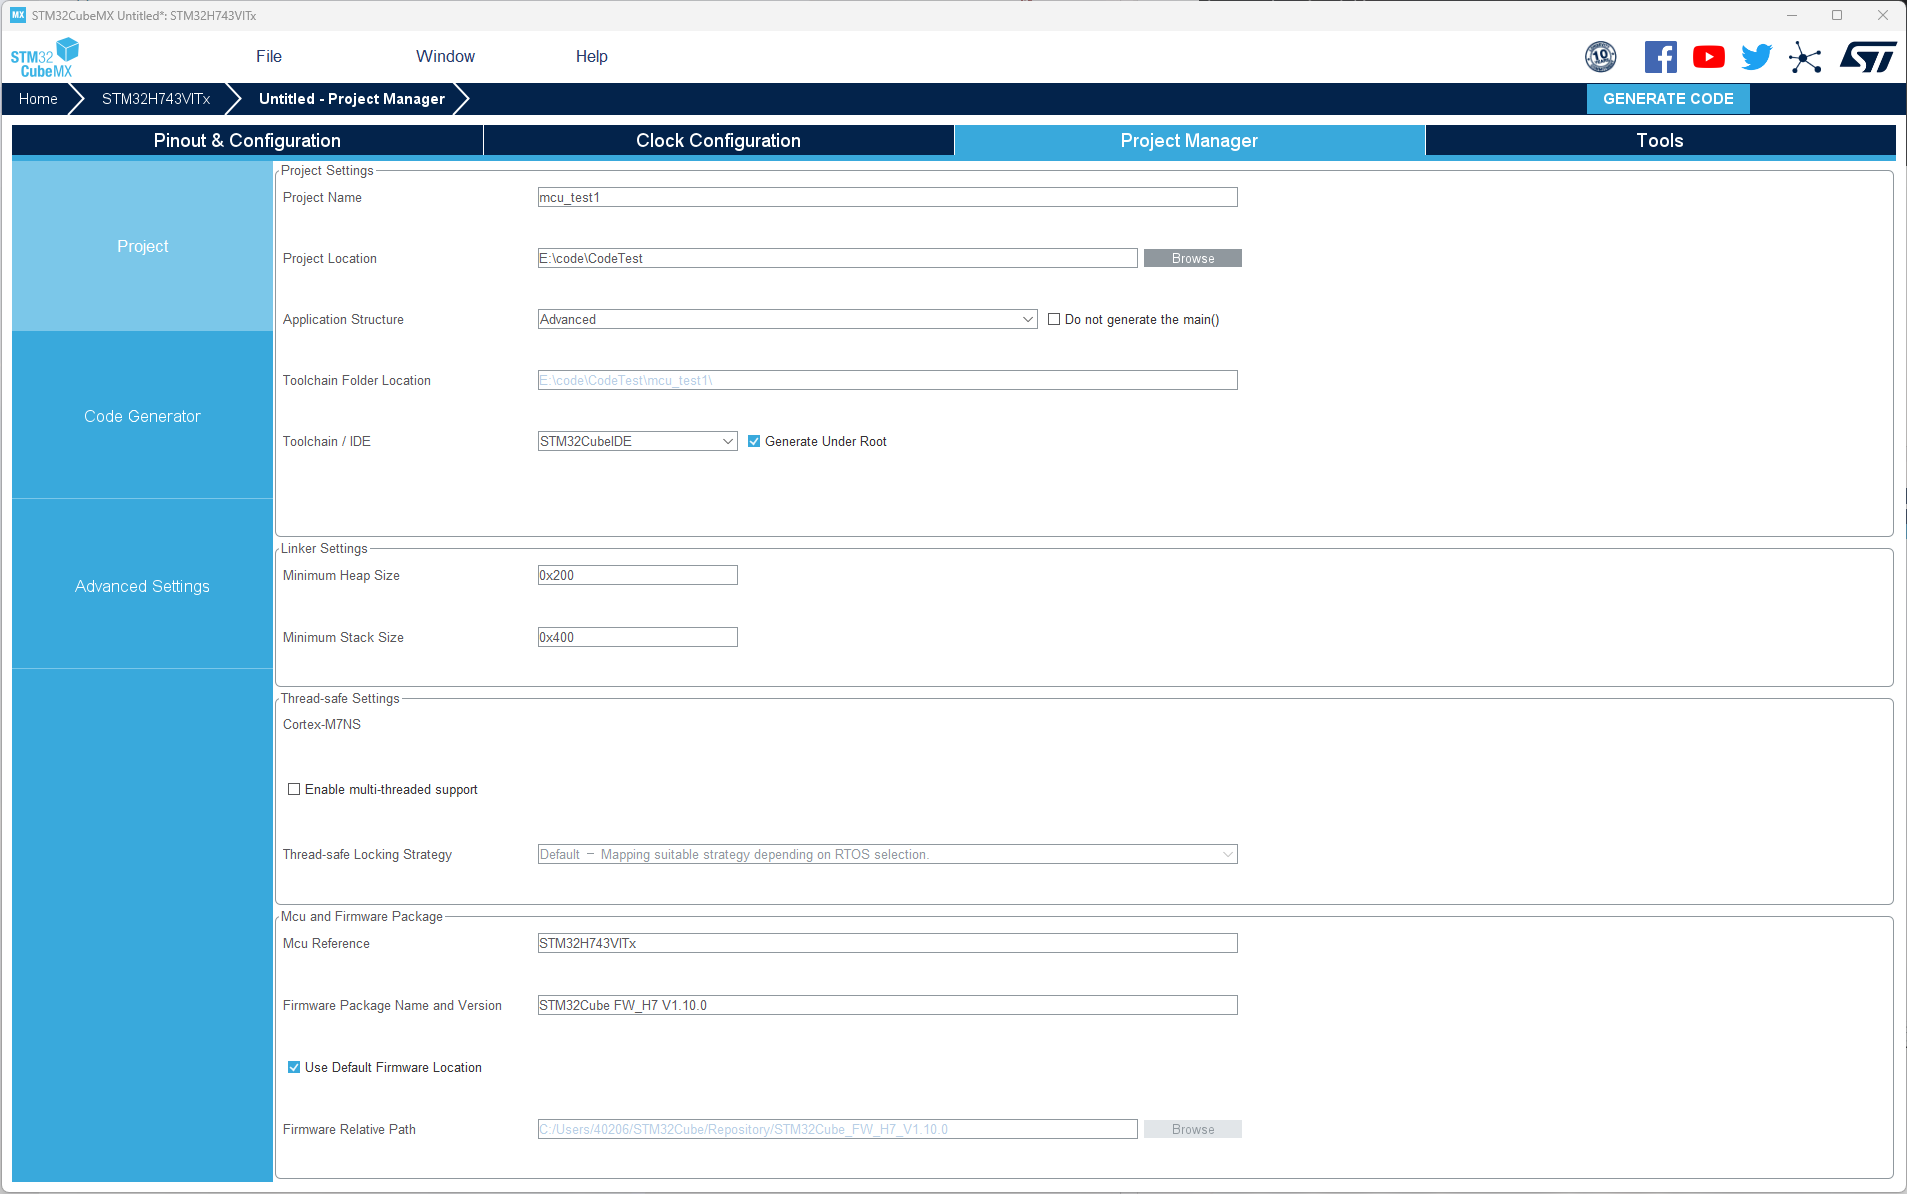 MX STM32CubeMX Untitled*: STM32H743VITx
STM32 CubeMX
File Window Help
10
Home STM32H743VITx Untitled - Project Manager GENERATE CODE
Pinout & Configuration Clock Configuration Project Manager Tools
Project
Code Generator
Advanced Settings
Project Settings
Project Name mcu_test1
Project Location E:\code\CodeTest Browse
Application Structure Advanced Do not generate the main()
Toolchain Folder Location E:\code\CodeTest\mcu_test1\
Toolchain / IDE STM32CubeIDE Generate Under Root
Linker Settings
Minimum Heap Size 0x200
Minimum Stack Size 0x400
Thread-safe Settings
Cortex-M7NS
Enable multi-threaded support
Thread-safe Locking Strategy Default – Mapping suitable strategy depending on RTOS selection.
Mcu and Firmware Package
Mcu Reference STM32H743VITx
Firmware Package Name and Version STM32Cube FW_H7 V1.10.0
Use Default Firmware Location
Firmware Relative Path C:/Users/40206/STM32Cube/Repository/STM32Cube_FW_H7_V1.10.0 Browse